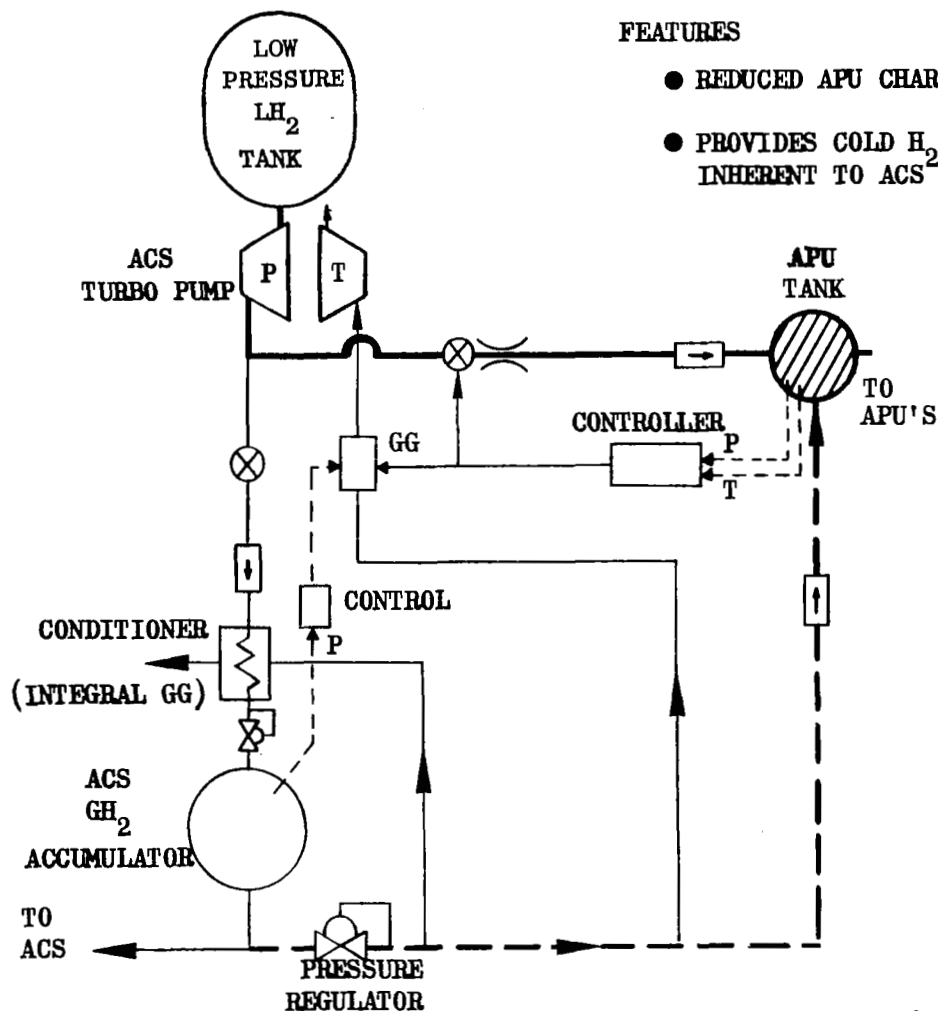 LOW
PRESSURE
LH2
TANK
FEATURES
● REDUCED APU CHAR
● PROVIDES COLD H2
INHERENT TO ACS
ACS
TURBO PUMP
P
T
APU
TANK
TO
APU'S
CONTROLLER
P
T
GG
CONTROL
P
CONDITIONER
(INTEGRAL GG)
ACS
GH2
ACCUMULATOR
TO
ACS
PRESSURE
REGULATOR